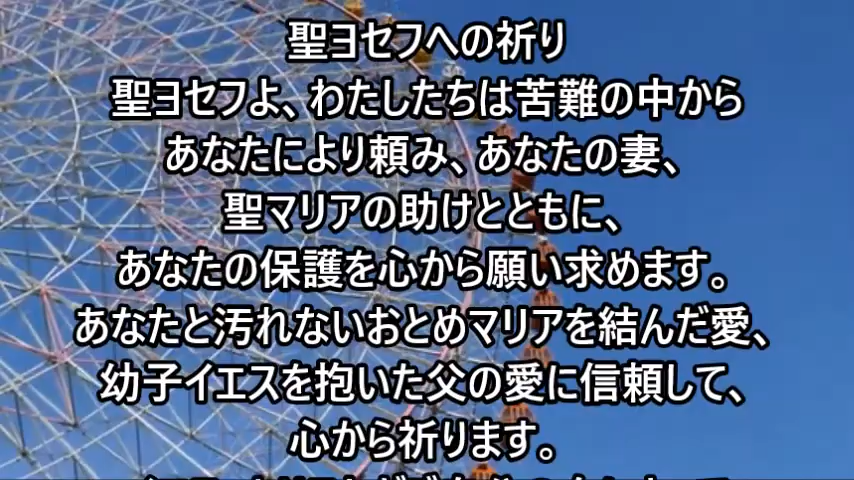 聖ヨセフへの祈り
聖ヨセフよ、わたしたちは苦難の中から
あなたにより頼み、あなたの妻、
聖マリアの助けとともに、
あなたの保護を心から願い求めます。
あなたと汚れないおとめマリアを結んだ愛、
幼子イエスを抱いた父の愛に信頼して、
心から祈ります。